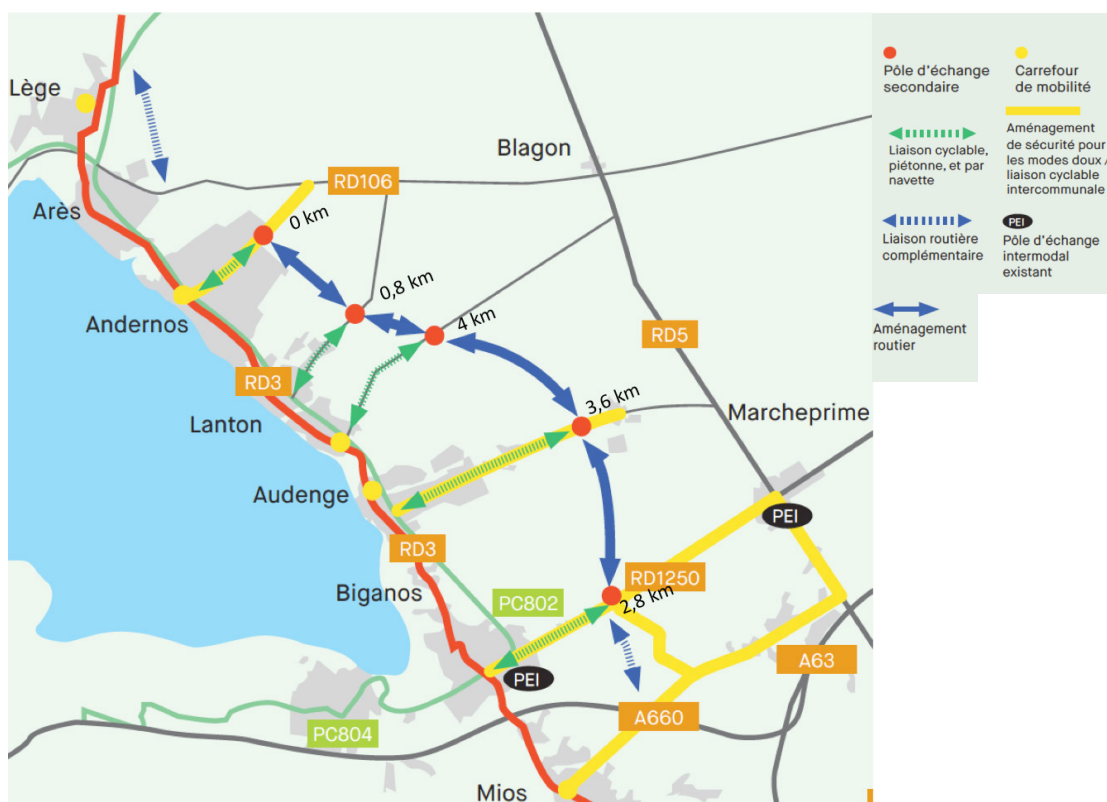 Lège
Blagon
RD106
Arès
0 km
0,8 km
Andernos
4 km
RD5
RD3
3,6 km
Marcheprime
Lanton
Audenge
PEI
RD3
RD1250
Biganos
PC802
2,8 km
A63
PEI
A660
PC804
Mios
Pôle d'échange
secondaire
Carrefour
de mobilité
Liaison cyclable,
piétonne, et par
navette
Aménagement
de sécurité pour
les modes doux /
liaison cyclable
intercommunale
Liaison routière
complémentaire
PEI
Pôle d'échange
intermodal
existant
Aménagement
routier